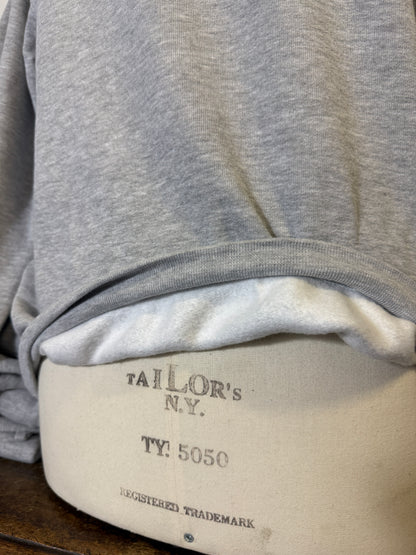 TAILOR'S
N.Y.
TY: 5050
REGISTERED TRADEMARK